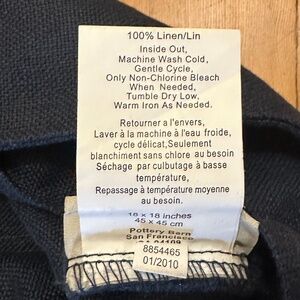 100% Linen/Lin
Inside Out,
Machine Wash Cold,
Gentle Cycle,
Only Non-Chlorine Bleach
When Needed,
Tumble Dry Low.
Warm Iron As Needed.
Retourner a l'envers,
Laver à la machine à l'eau froide,
cycle délicat,Seulement
blanchiment sans chlore au besoin
Séchage par culbutage à basse
température,
Repassage à température moyenne
au besoin.
18 x 18 inches
45 x 45 cm
Pottery Barn
San Francisco
CA 94109
8854465
01/2010